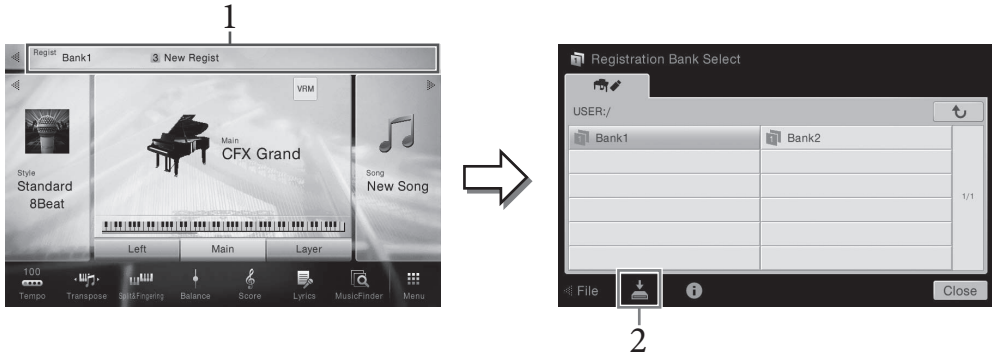 1
Regist Bank1 3 New Regist
VRM
Main
CFX Grand
Style
Standard
8Beat
Song
New Song
Left Main Layer
100
Tempo Transpose Split&Fingering Balance Score Lyrics MusicFinder Menu
Registration Bank Select
USER:/
Bank1 Bank2
1/1
File Close
2